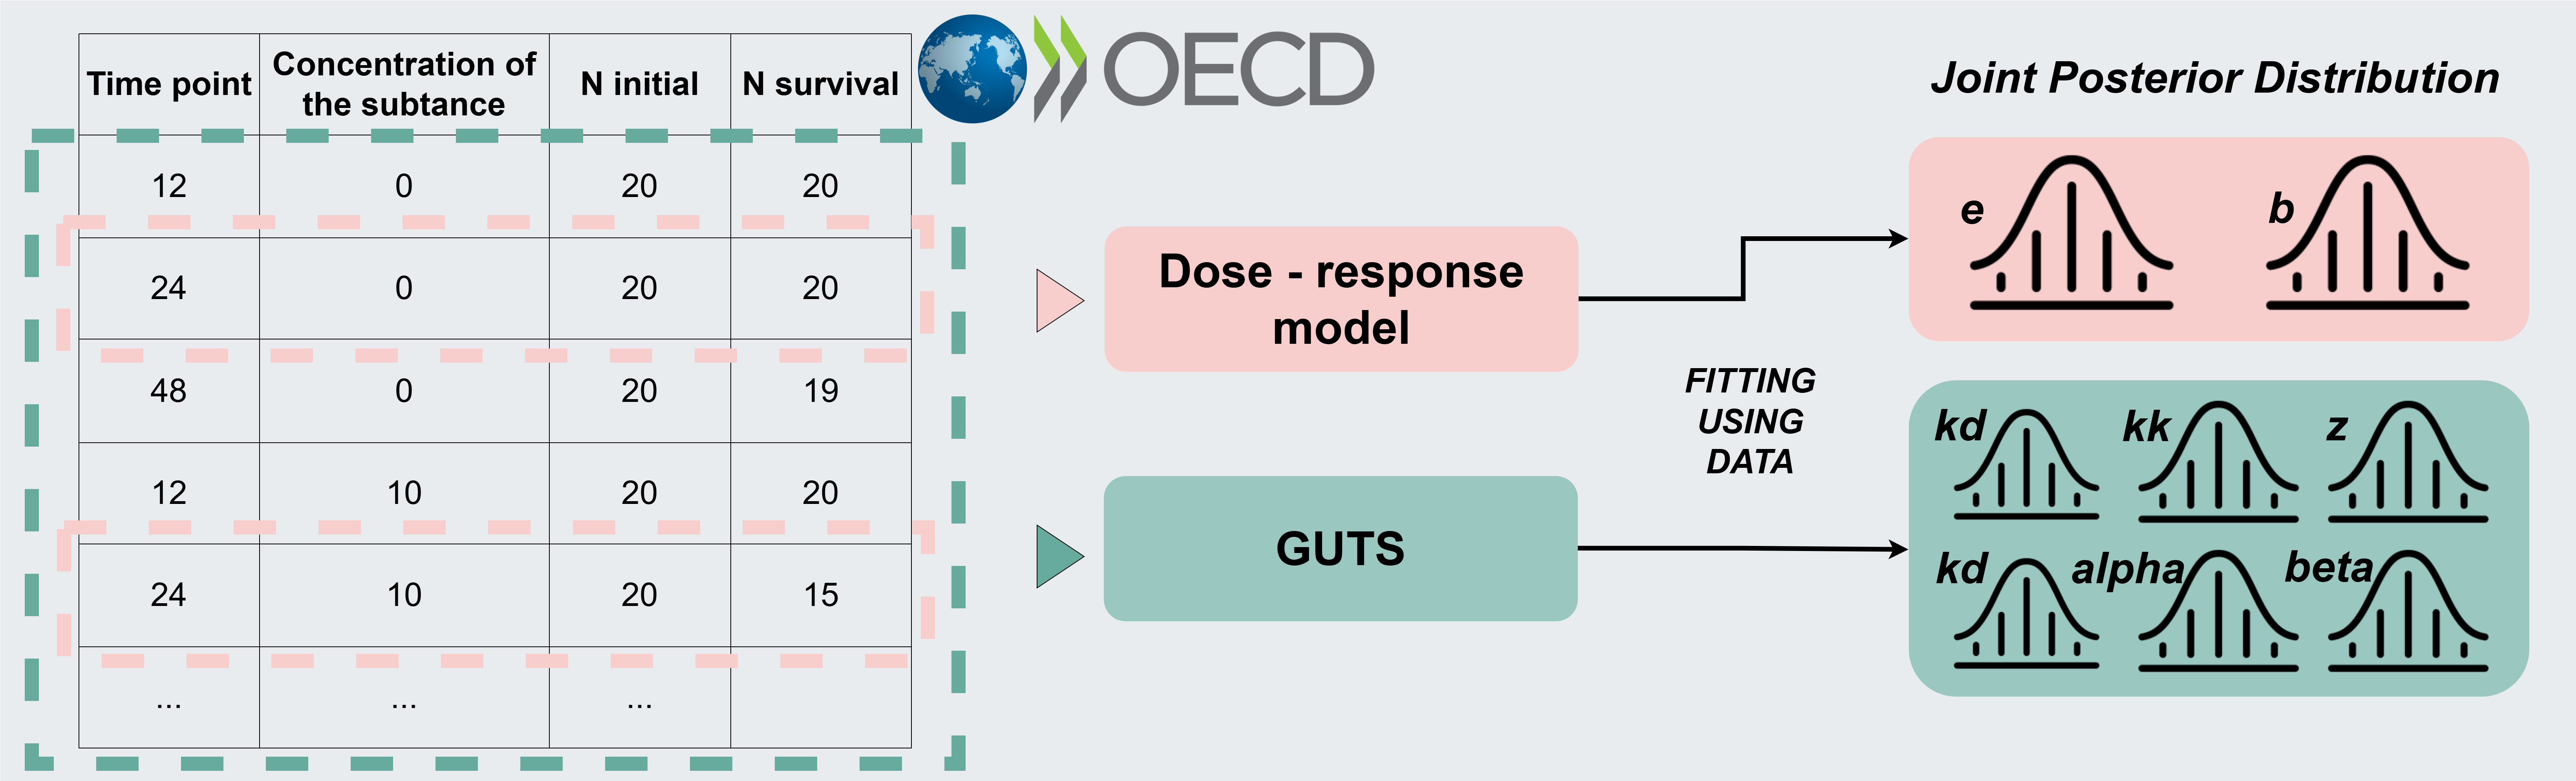 Time point
Concentration of
the subtance
N initial
N survival
OECD
Joint Posterior Distribution
12 0 20 20
24 0 20 20
48 0 20 19
12 10 20 20
24 10 20 15
... ... ...
Dose - response
model
GUTS
FITTING
USING
DATA
e b
kd kk z
kd alpha beta